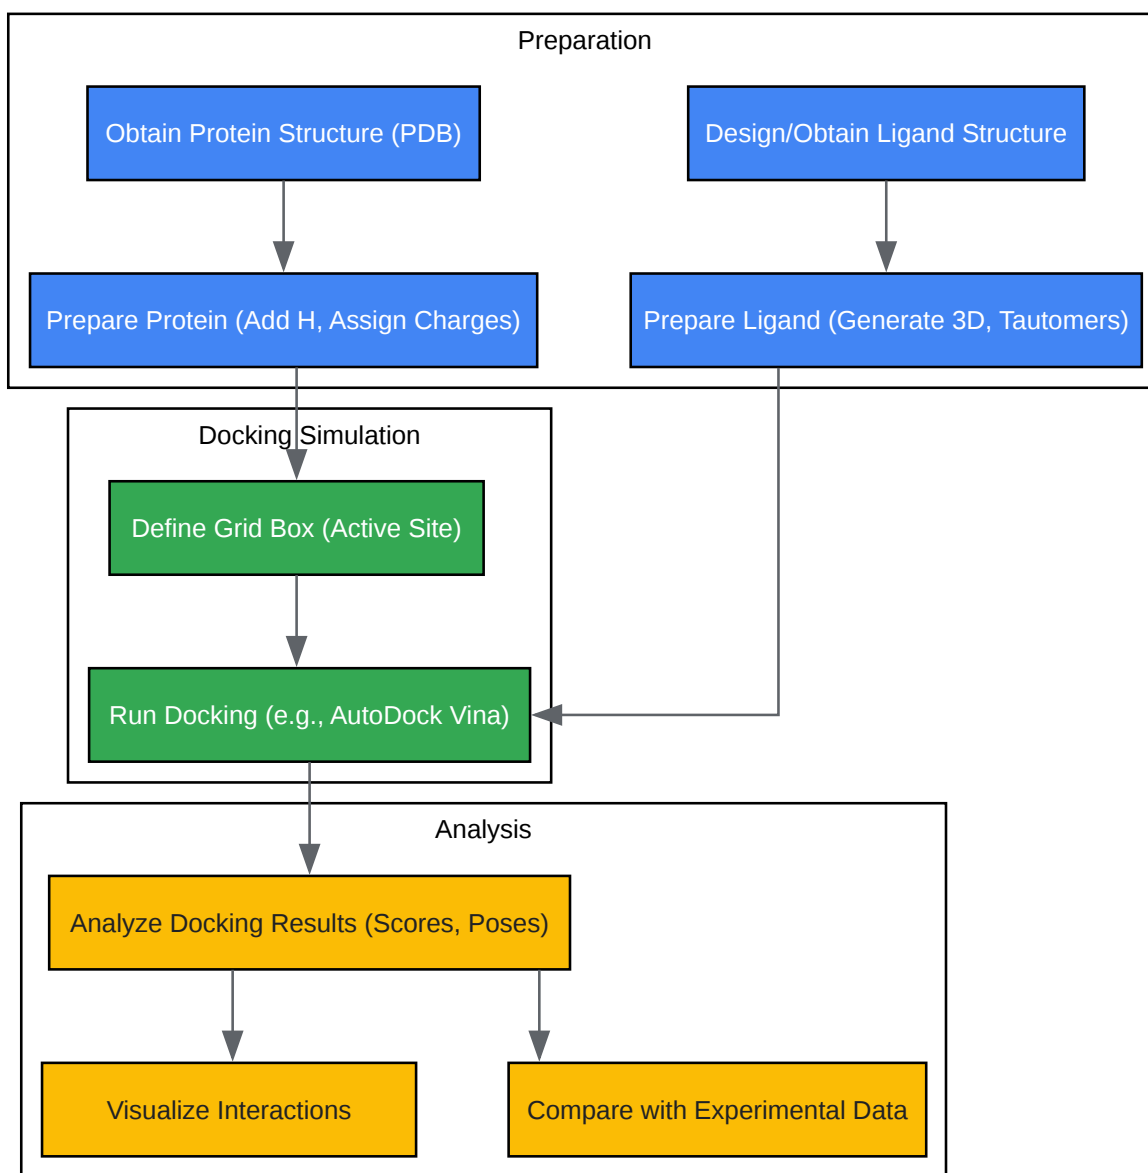 Preparation
Obtain Protein Structure (PDB)
Design/Obtain Ligand Structure
Prepare Protein (Add H, Assign Charges)
Prepare Ligand (Generate 3D, Tautomers)
Docking Simulation
Define Grid Box (Active Site)
Run Docking (e.g., AutoDock Vina)
Analysis
Analyze Docking Results (Scores, Poses)
Visualize Interactions
Compare with Experimental Data